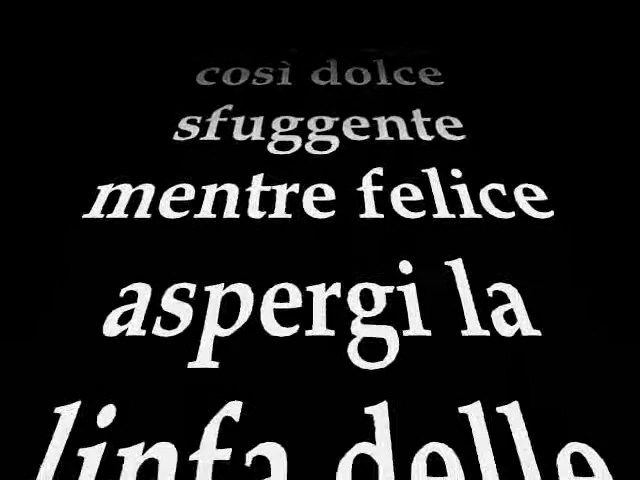 così dolce
sfuggente
mentre felice
aspergi la
linfa delle